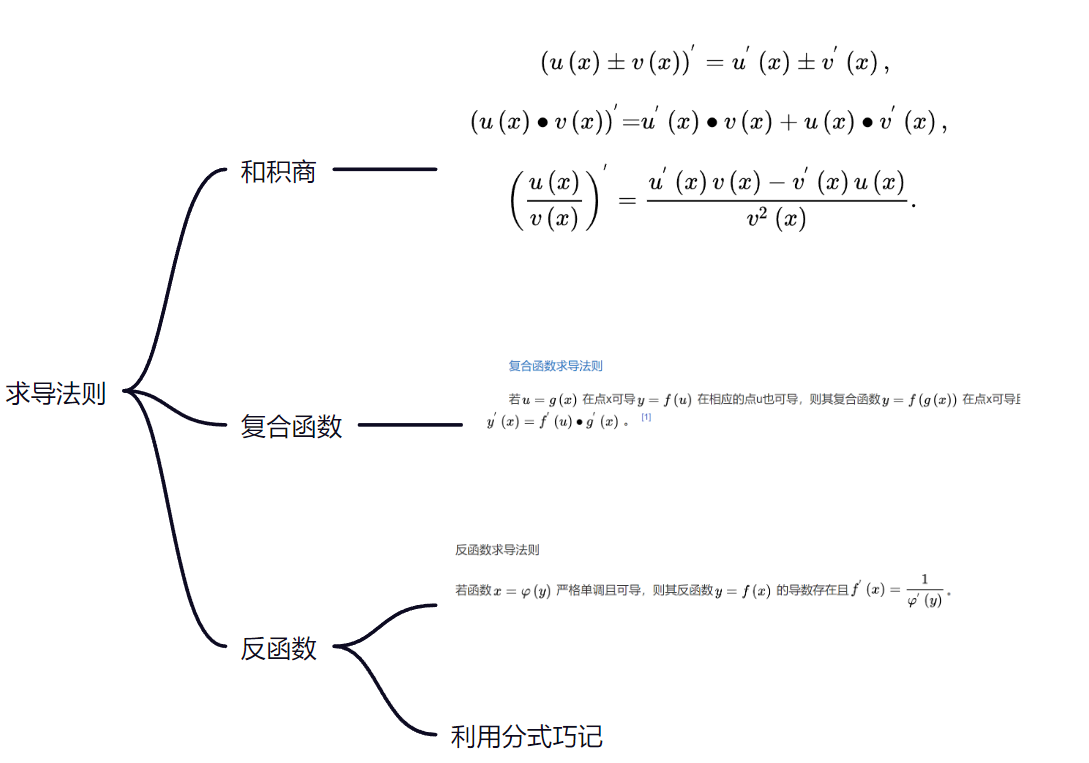 求导法则
和积商
(u(x)±v(x))′=u′(x)±v′(x),
(u(x)•v(x))′=u′(x)•v(x)+u(x)•v′(x),
(u(x)/v(x))′=(u′(x)v(x)−v′(x)u(x))/v²(x).
复合函数
复合函数求导法则
若u=g(x) 在点x可导y=f(u) 在相应的点u也可导，则其复合函数y=f(g(x)) 在点x可导
y′(x)=f′(u)•g′(x) 。 [1]
反函数
反函数求导法则
若函数x=φ(y) 严格单调且可导，则其反函数y=f(x) 的导数存在且f′(x)=1/φ′(y)。
利用分式巧记